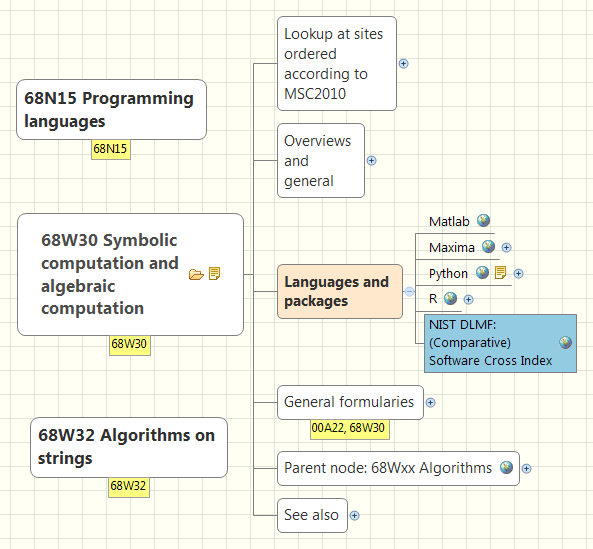 68N15 Programming
languages
68N15
68W30 Symbolic
computation and
algebraic
computation
68W30
68W32 Algorithms on
strings
68W32
Lookup at sites
ordered
according to
MSC2010
Overviews
and
general
Languages and
packages
Matlab
Maxima
Python
R
NIST DLMF:
(Comparative)
Software Cross Index
General formularies
00A22, 68W30
Parent node: 68Wxx Algorithms
See also